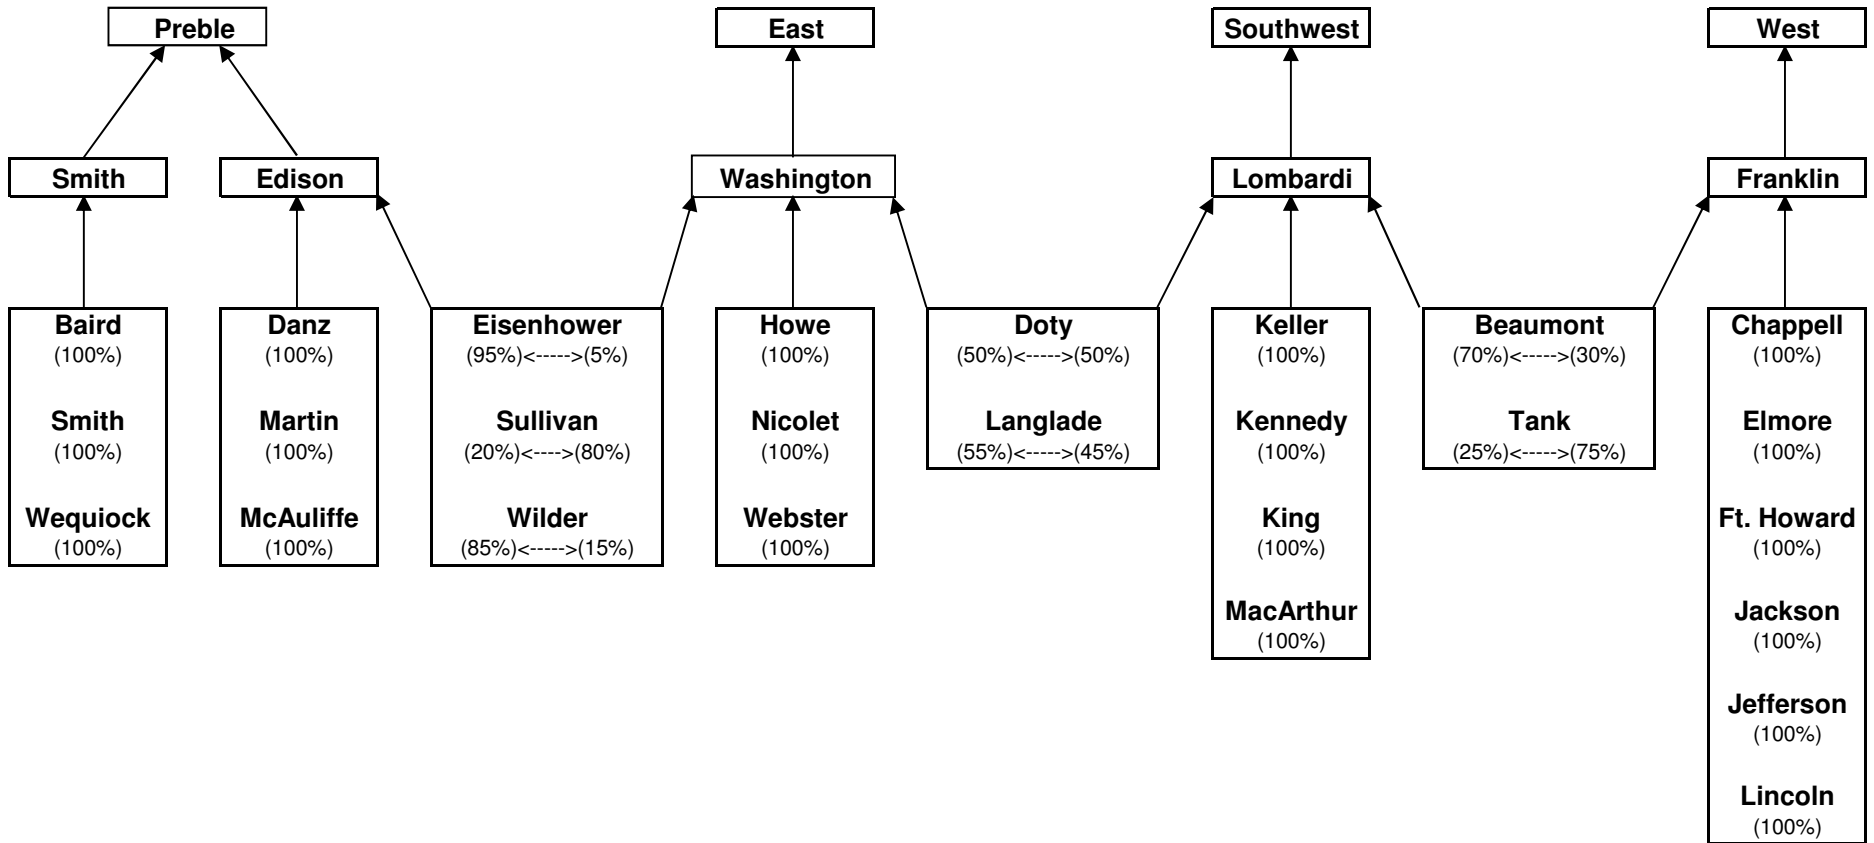 Preble
East
Southwest
West
Smith
Edison
Washington
Lombardi
Franklin
Baird
(100%)
Smith
(100%)
Wequiock
(100%)
Danz
(100%)
Martin
(100%)
McAuliffe
(100%)
Eisenhower
(95%)<----->(5%)
Sullivan
(20%)<---->(80%)
Wilder
(85%)<----->(15%)
Howe
(100%)
Nicolet
(100%)
Webster
(100%)
Doty
(50%)<----->(50%)
Langlade
(55%)<----->(45%)
Keller
(100%)
Kennedy
(100%)
King
(100%)
MacArthur
(100%)
Beaumont
(70%)<----->(30%)
Tank
(25%)<----->(75%)
Chappell
(100%)
Elmore
(100%)
Ft. Howard
(100%)
Jackson
(100%)
Jefferson
(100%)
Lincoln
(100%)